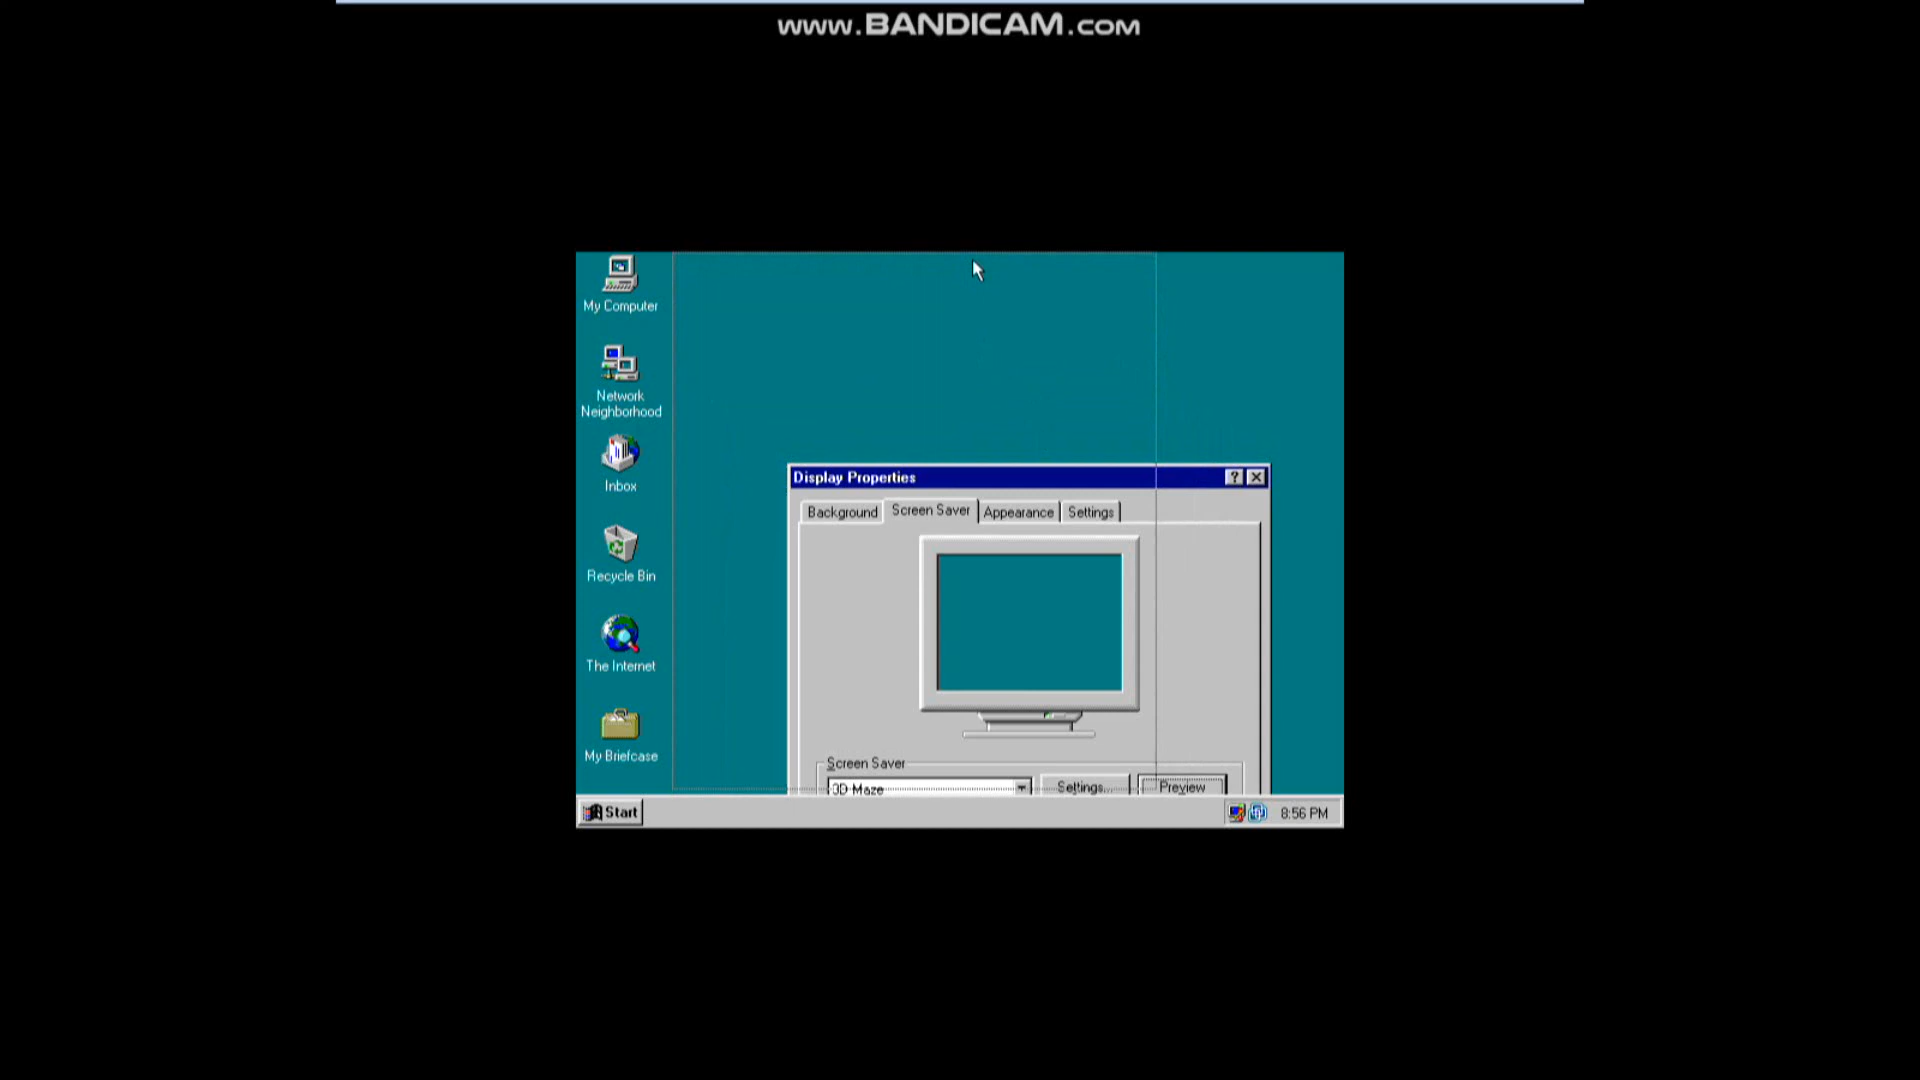 www.BANDICAM.com
My Computer
Network
Neighborhood
Inbox
Recycle Bin
The Internet
My Briefcase
Display Properties
Background
Screen Saver
Appearance
Settings
Screen Saver
3D Maze
Settings...
Preview
Start
8:56 PM